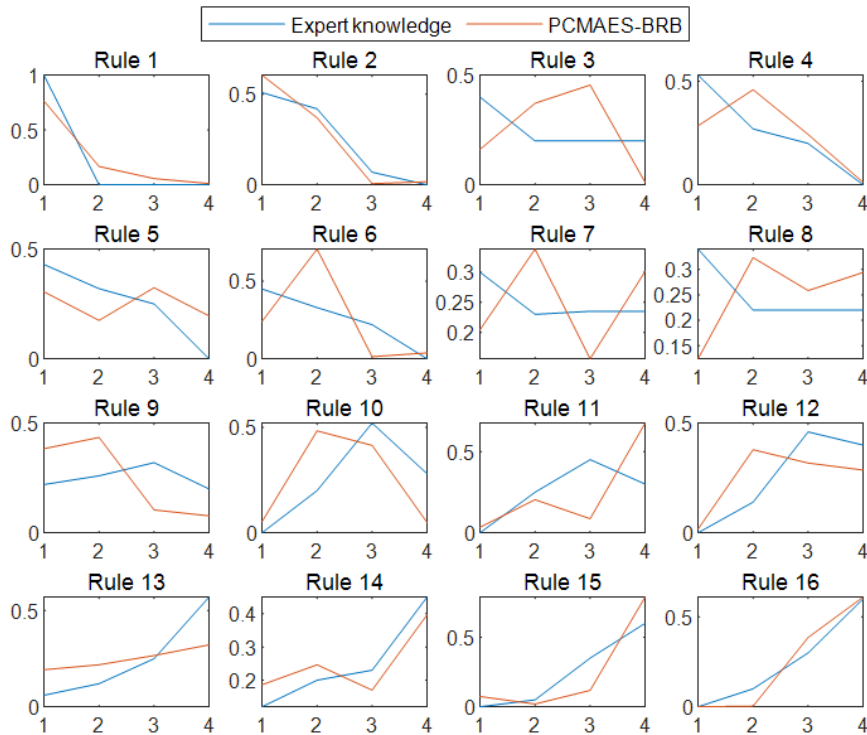 Expert knowledge PCMAES-BRB
Rule 1 Rule 2 Rule 3 Rule 4
1 0.5 0.5
0.5 0.5
0 0 0 0
1 2 3 4 1 2 3 4 1 2 3 4 1 2 3 4
Rule 5 Rule 6 Rule 7 Rule 8
0.5 0.5 0.3 0.3
0.25 0.25
0.2 0.2
0 0 0.15
1 2 3 4 1 2 3 4 1 2 3 4 1 2 3 4
Rule 9 Rule 10 Rule 11 Rule 12
0.5 0.5 0.5 0.5
0 0 0 0
1 2 3 4 1 2 3 4 1 2 3 4 1 2 3 4
Rule 13 Rule 14 Rule 15 Rule 16
0.5 0.4 0.5 0.5
0.3
0.2
0 0 0
1 2 3 4 1 2 3 4 1 2 3 4 1 2 3 4